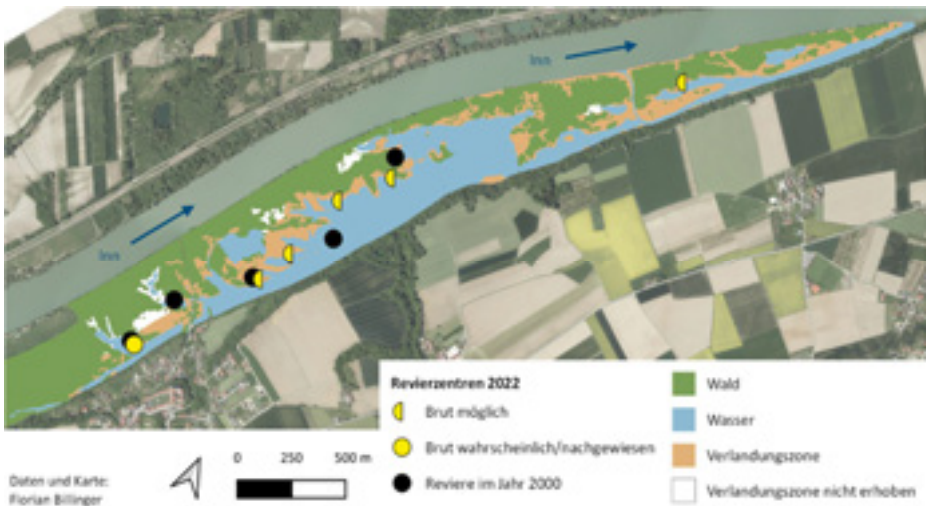 Inn
Inn
Revierzentren 2022
Brut möglich
Brut wahrscheinlich/nachgewiesen
Reviere im Jahr 2000
Wald
Wasser
Verlandungszone
Verlandungszone nicht erhoben
0 250 500 m
Daten und Karte:
Florian Billinger